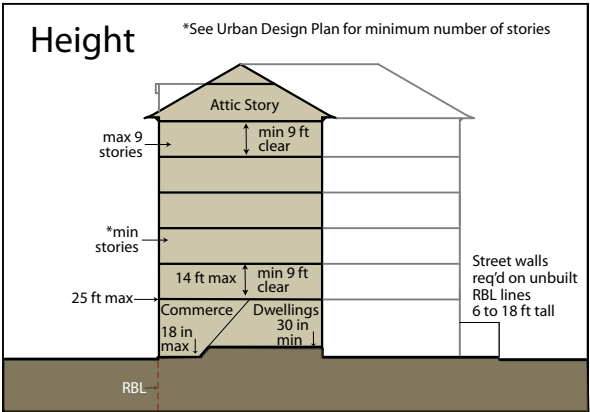 Height
*See Urban Design Plan for minimum number of stories
Attic Story
max 9
stories
min 9 ft
clear
*min
stories
14 ft max
min 9 ft
clear
25 ft max
Commerce
Dwellings
18 in
max
30 in
min
Street walls
req'd on unbuilt
RBL lines
6 to 18 ft tall
RBL